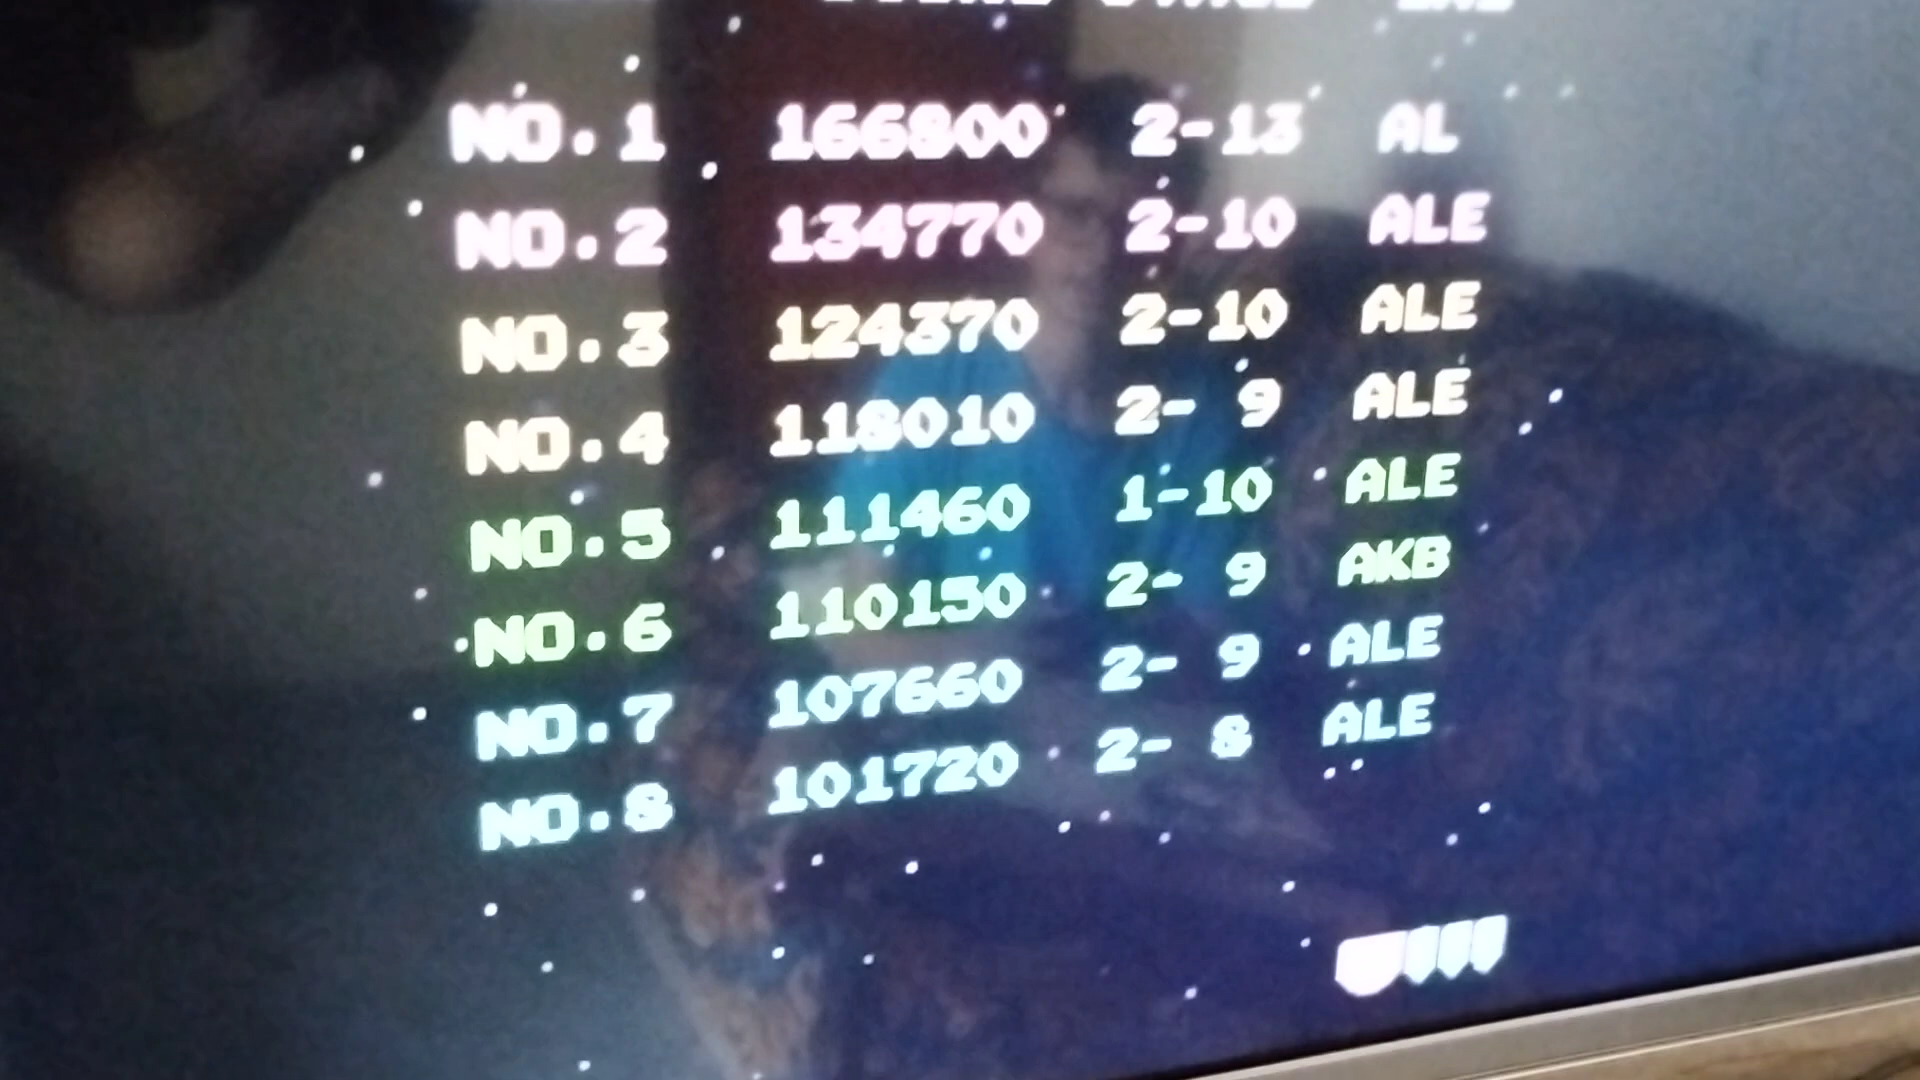 NO.1 166800 2-13 AL
NO.2 134770 2-10 ALE
NO.3 124370 2-10 ALE
NO.4 118010 2- 9 ALE
NO.5 111460 1-10 ALE
NO.6 110150 2- 9 AKB
NO.7 107660 2- 9 ALE
NO.8 101720 2- 8 ALE